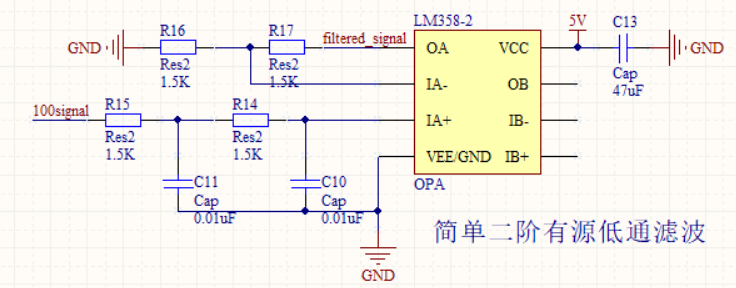 LM358-2
5V
C13
R16
R17
filtered_signal
GND
OA
VCC
GND
Res2
Res2
Cap
1.5K
1.5K
47uF
IA-
OB
100signal
R15
R14
IA+
IB-
Res2
Res2
1.5K
1.5K
VEE/GND
IB+
C11
C10
OPA
Cap
Cap
0.01uF
0.01uF
简单二阶有源低通滤波
GND